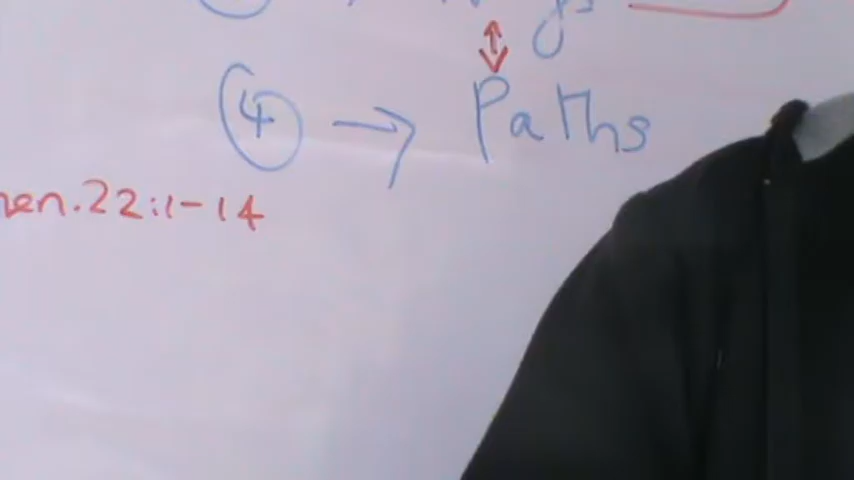 ④ → Paths
en.22:1-14